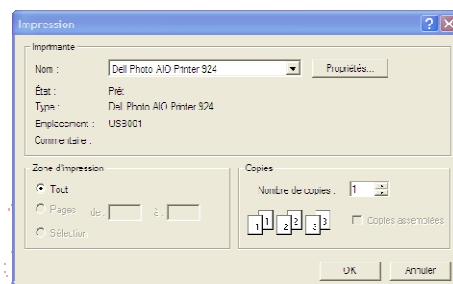 Impression
Imprimante
Nom : Dell Photo AIO Printer 924 Propriétés...
État : Prêt
Type : Dell Photo AIO Printer 924
Emplacement : USB001
Commentaire :
Zone d'impression
Tout
Pages de : à :
Sélection
Copies
Nombre de copies : 1
1 1 2 2 3 3
Copies assemblées
OK Annuler